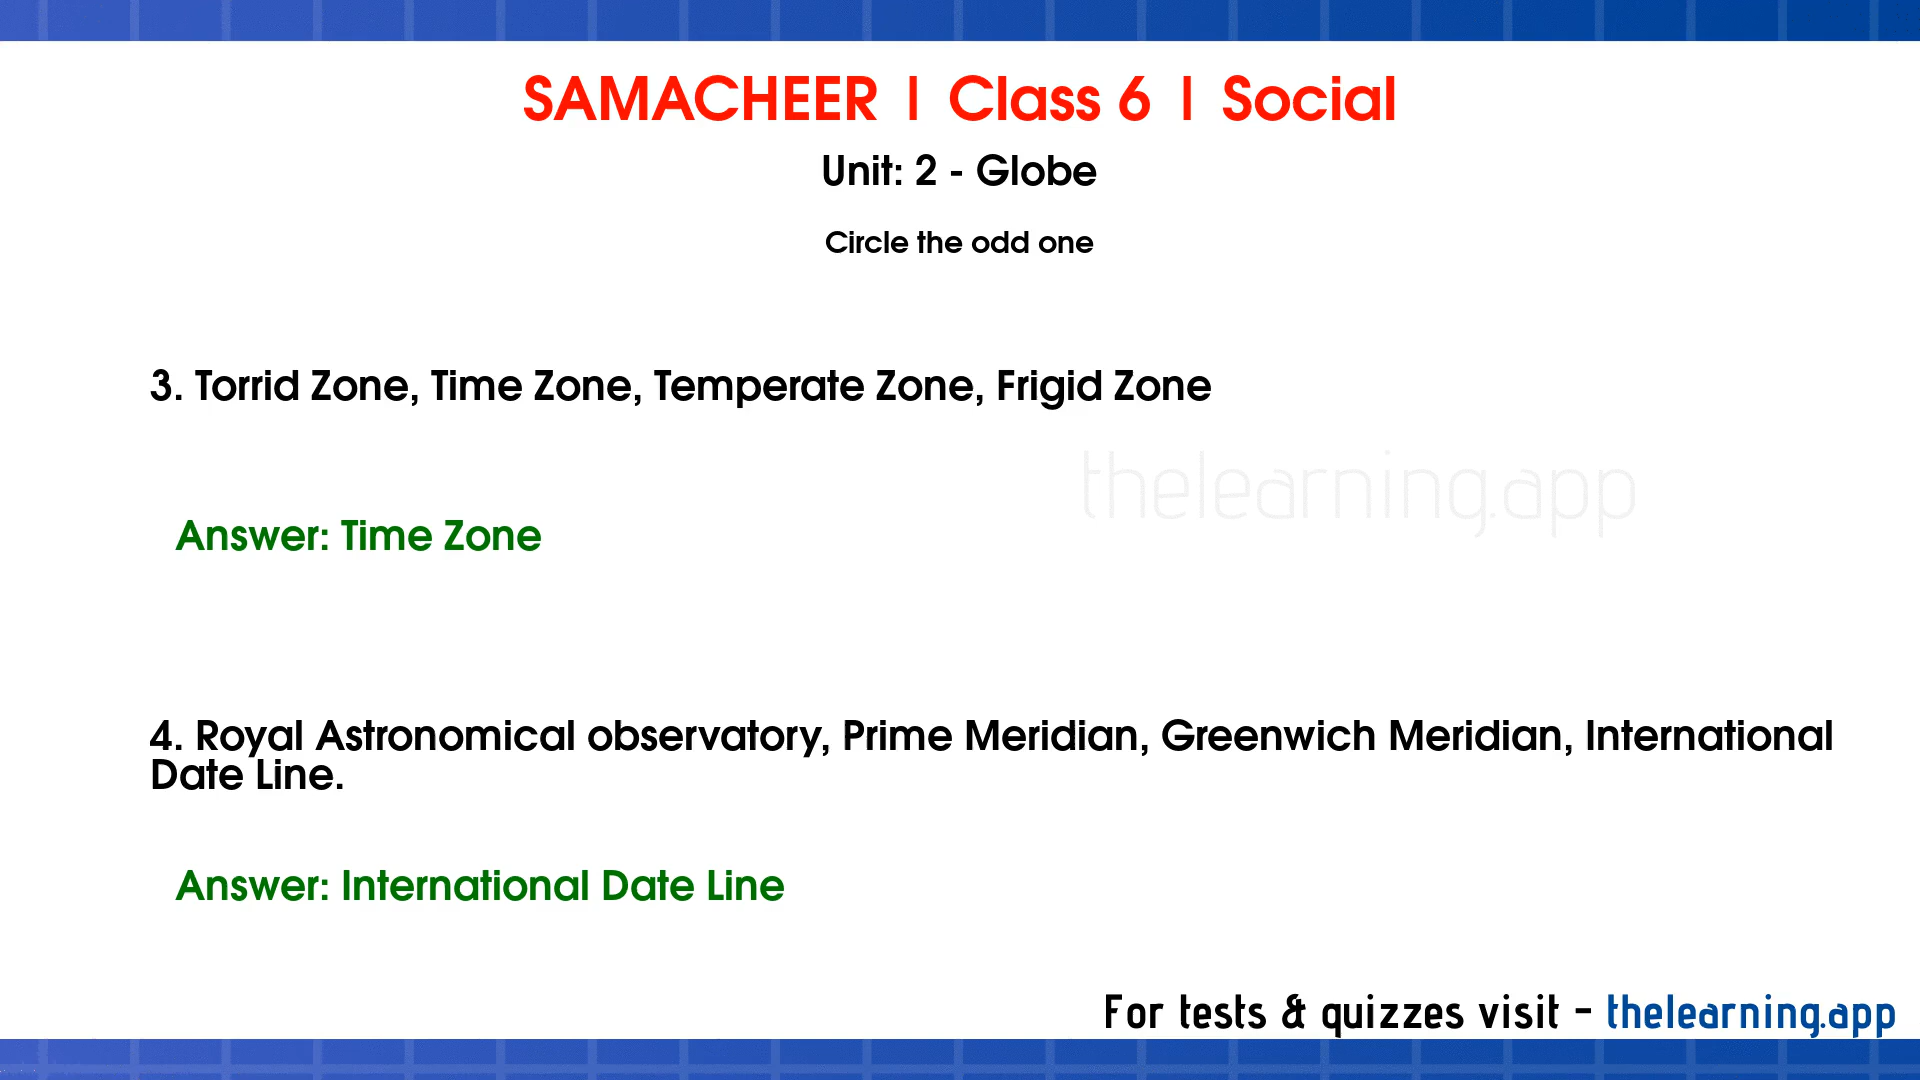 SAMACHEER | Class 6 | Social
Unit: 2 - Globe
Circle the odd one
3. Torrid Zone, Time Zone, Temperate Zone, Frigid Zone
thelearning.app
Answer: Time Zone
4. Royal Astronomical observatory, Prime Meridian, Greenwich Meridian, International
Date Line.
Answer: International Date Line
For tests & quizzes visit - thelearning.app